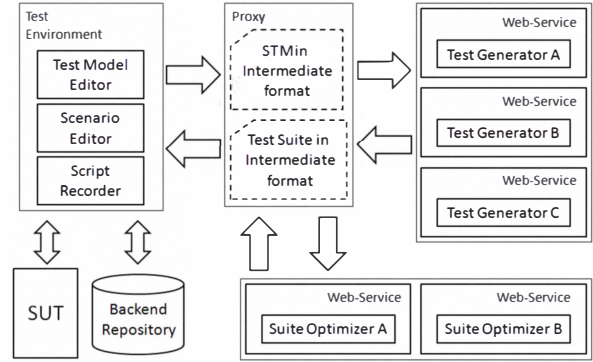 Test
Environment
Test Model
Editor
Scenario
Editor
Script
Recorder
Proxy
STMin
Intermediate
format
Test Suite in
Intermediate
format
Web-Service
Test Generator A
Web-Service
Test Generator B
Web-Service
Test Generator C
SUT
Backend
Repository
Web-Service
Suite Optimizer A
Web-Service
Suite Optimizer B